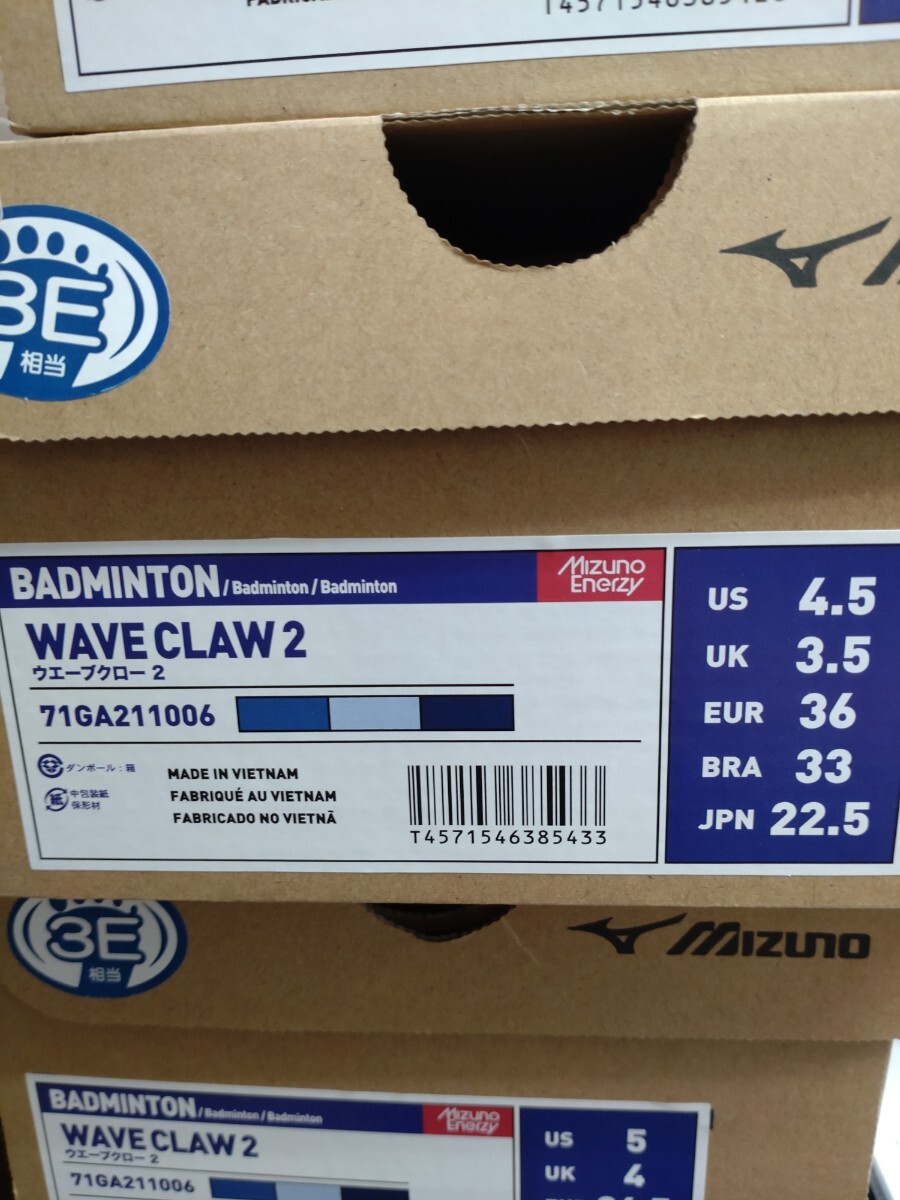 3E
相当
BADMINTON/Badminton/Badminton
Mizuno
Enerzy
WAVE CLAW 2
ウエーブクロー 2
71GA211006
ダンボール：箱
紙
中包装紙
保形材
MADE IN VIETNAM
FABRIQUÉ AU VIETNAM
FABRICADO NO VIETNÃ
T4571546385433
US 4.5
UK 3.5
EUR 36
BRA 33
JPN 22.5
3E
相当
MIZUNO
BADMINTON/Badminton/Badminton
Mizuno
Enerzy
WAVE CLAW 2
ウエーブクロー 2
71GA211006
US 5
UK 4